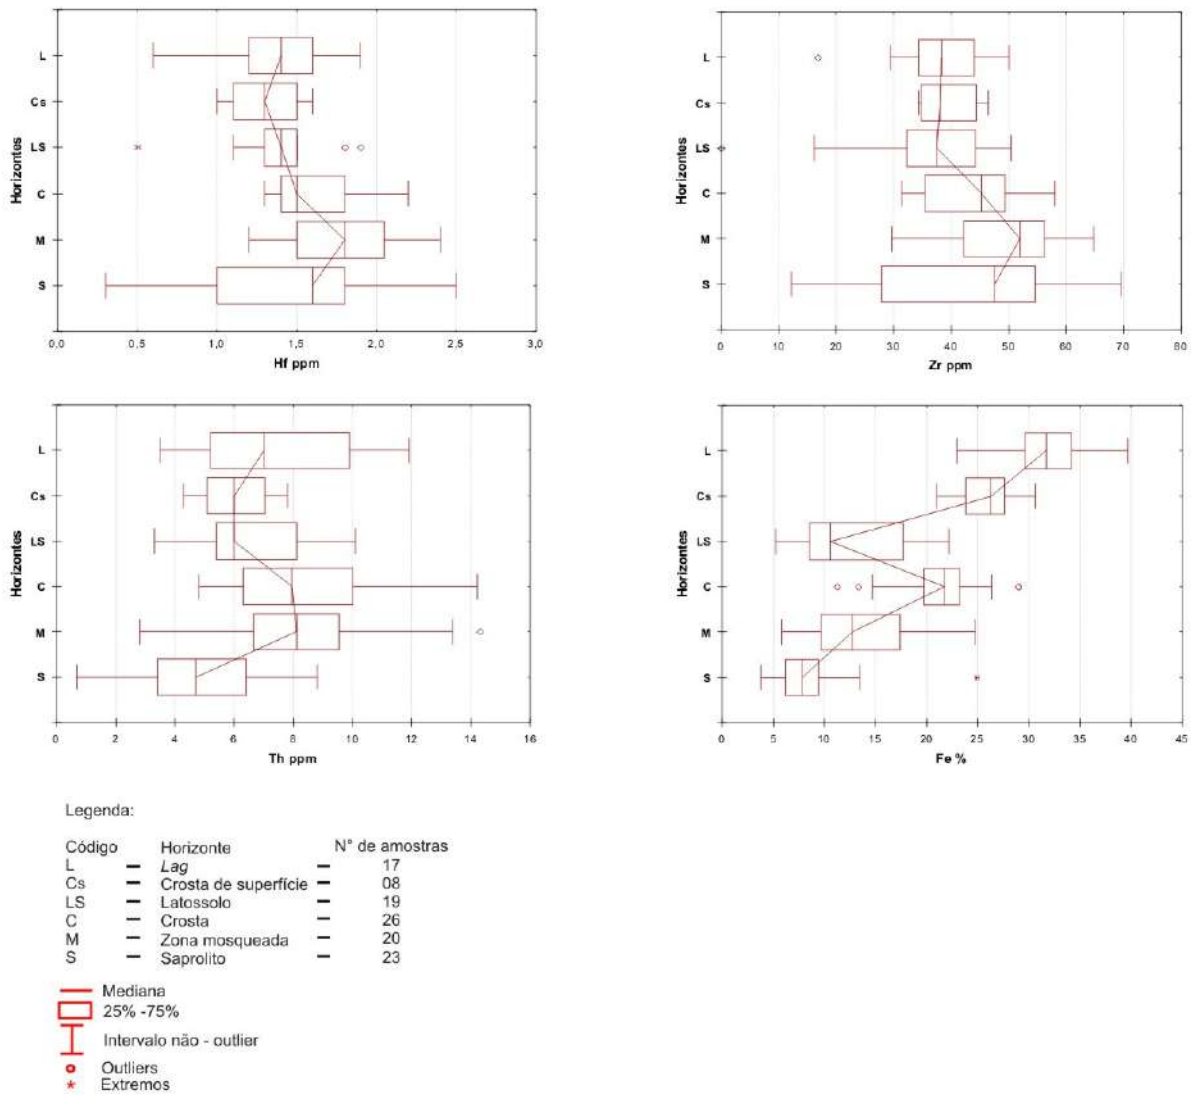 Horizontes
L
Cs
LS
C
M
S
0,0 0,5 1,0 1,5 2,0 2,5 3,0
Hf ppm
Horizontes
L
Cs
LS
C
M
S
0 10 20 30 40 50 60 70 80
Zr ppm
Horizontes
L
Cs
LS
C
M
S
0 2 4 6 8 10 12 14 16
Th ppm
Horizontes
L
Cs
LS
C
M
S
0 5 10 15 20 25 30 35 40 45
Fe %
Legenda:
Código Horizonte N° de amostras
L – Lag – 17
Cs – Crosta de superfície – 08
LS – Latossolo – 19
C – Crosta – 26
M – Zona mosqueada – 20
S – Saprolito – 23
Mediana
25% -75%
Intervalo não - outlier
Outliers
Extremos